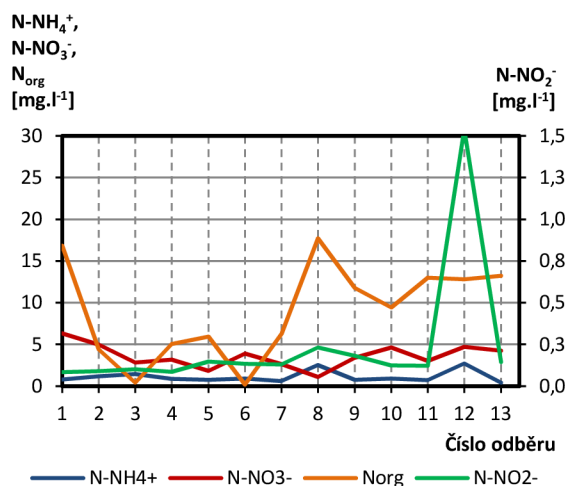 N-NH₄⁺,
N-NO₃⁻,
N_org
[mg.l⁻¹]
N-NO₂⁻
[mg.l⁻¹]
30
25
20
15
10
5
0
1,5
1,3
1,0
0,8
0,5
0,3
0,0
1 2 3 4 5 6 7 8 9 10 11 12 13
Číslo odběru
N-NH4+ N-NO3- Norg N-NO2-